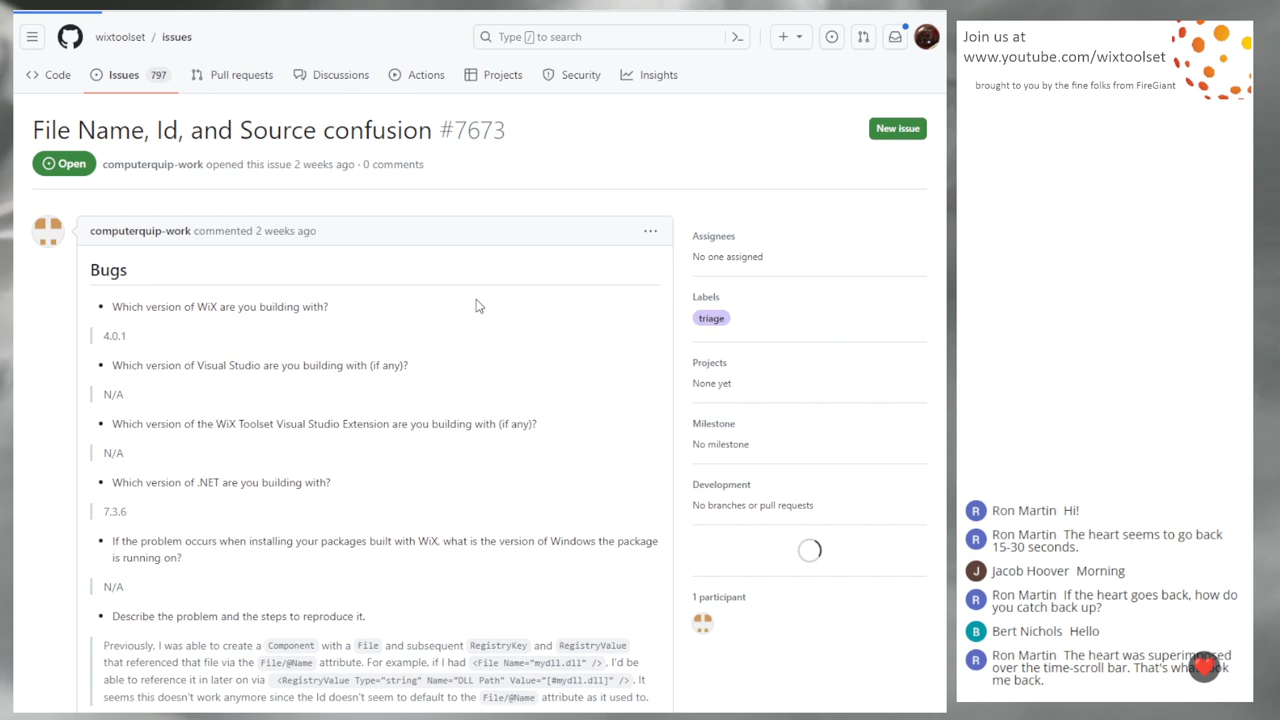 wixtoolset / issues
Type / to search
Code
Issues 797
Pull requests
Discussions
Actions
Projects
Security
Insights
File Name, Id, and Source confusion #7673
New issue
Open
computerquip-work opened this issue 2 weeks ago · 0 comments
computerquip-work commented 2 weeks ago
Bugs
• Which version of WiX are you building with?
4.0.1
• Which version of Visual Studio are you building with (if any)?
N/A
• Which version of the WiX Toolset Visual Studio Extension are you building with (if any)?
N/A
• Which version of .NET are you building with?
7.3.6
• If the problem occurs when installing your packages built with WiX, what is the version of Windows the package
is running on?
N/A
• Describe the problem and the steps to reproduce it.
Previously, I was able to create a Component with a File and subsequent RegistryKey and RegistryValue
that referenced that file via the File/@Name attribute. For example, if I had <File Name="mydll.dll" />, I'd be
able to reference it in later on via <RegistryValue Type="string" Name="DLL Path" Value="[#mydll.dll]" />. It
seems this doesn't work anymore since the Id doesn't seem to default to the File/@Name attribute as it used to.
Assignees
No one assigned
Labels
triage
Projects
None yet
Milestone
No milestone
Development
No branches or pull requests
1 participant
Join us at
www.youtube.com/wixtoolset
brought to you by the fine folks from FireGiant
R Ron Martin Hi!
R Ron Martin The heart seems to go back
15-30 seconds.
J Jacob Hoover Morning
R Ron Martin If the heart goes back, how do
you catch back up?
B Bert Nichols Hello
R Ron Martin The heart was superimposed
over the time-scroll bar. That's what
me back.